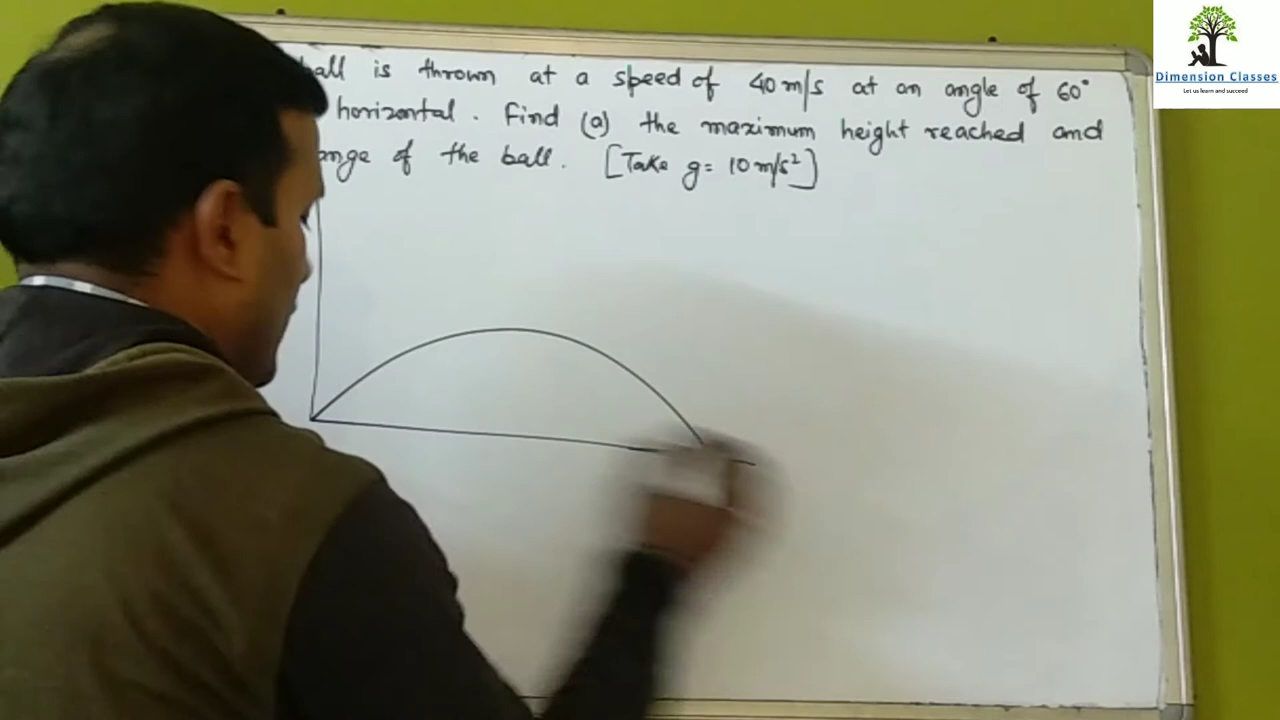 ball is thrown at a speed of 40 m/s at an angle of 60°
horizontal. Find (a) the maximum height reached and
ange of the ball. [Take g= 10 m/s²]
Dimension Classes
Let us learn and succeed